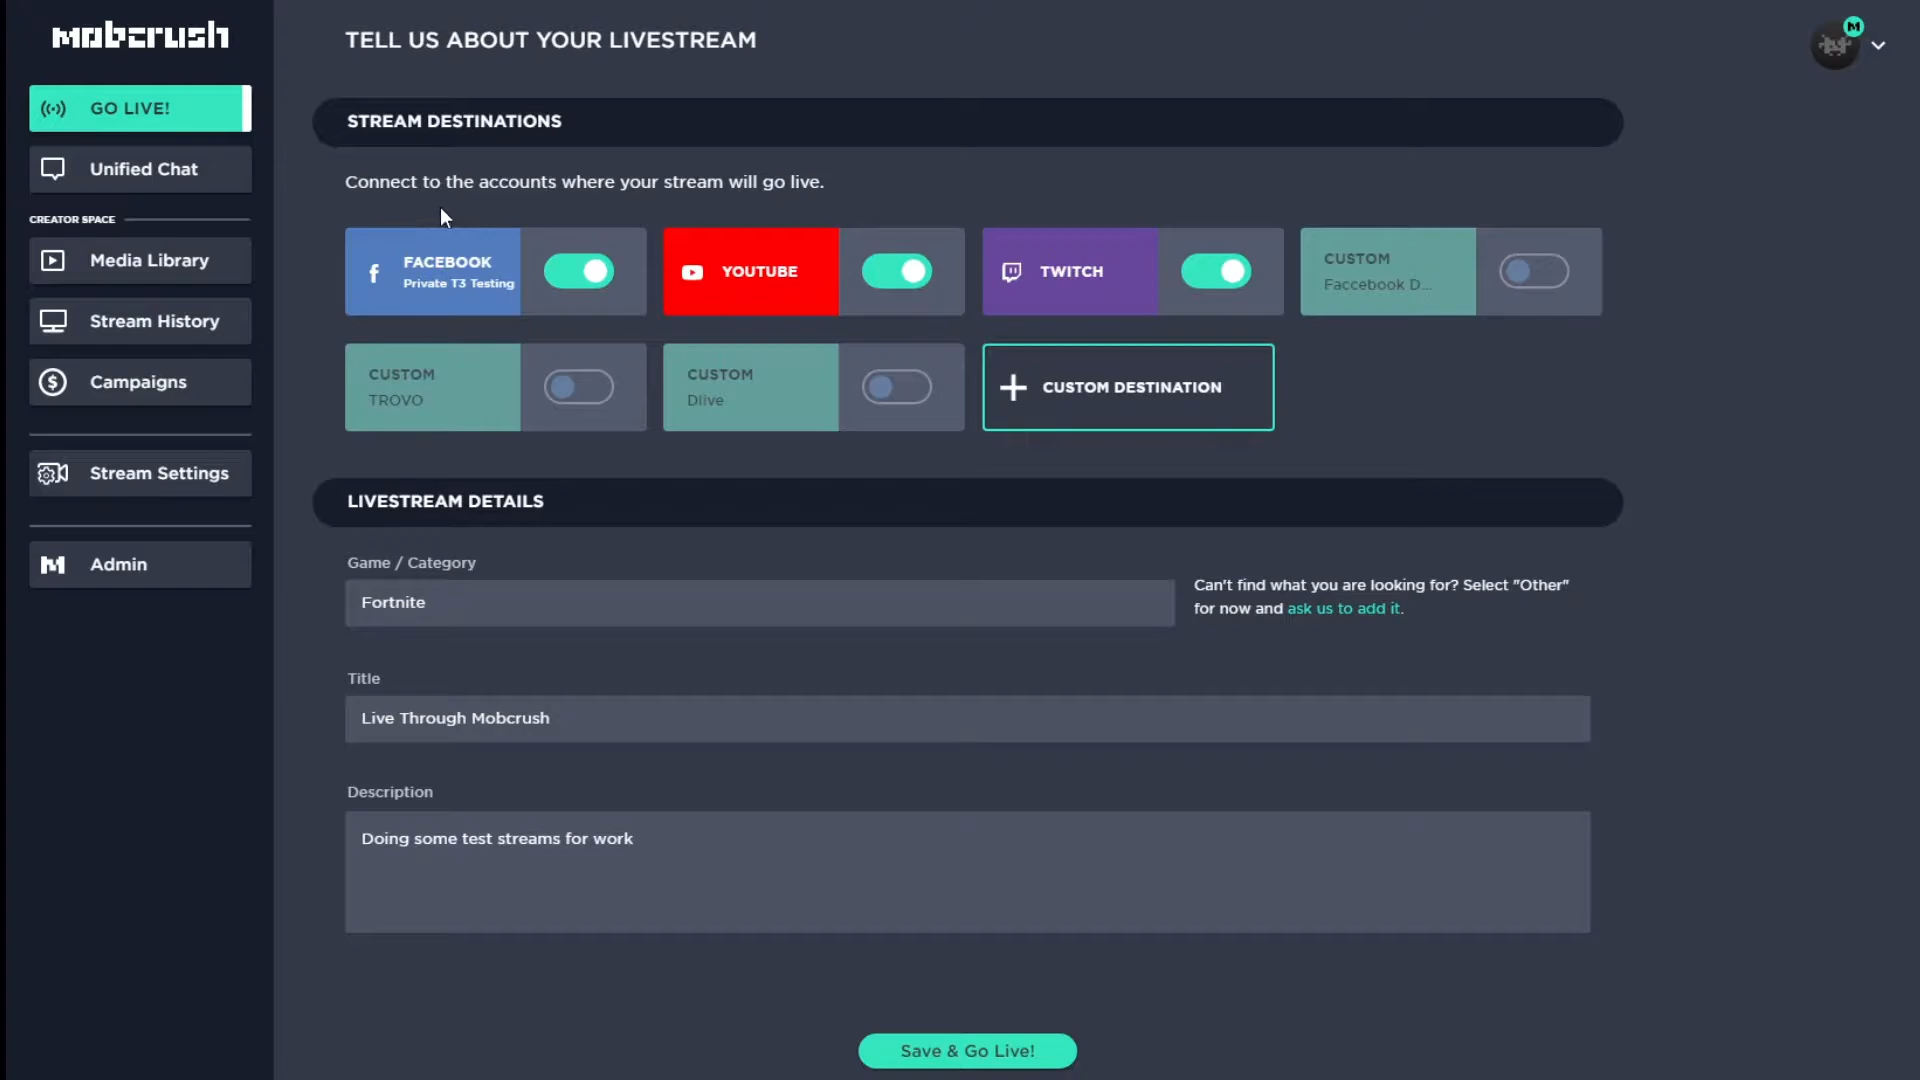 mobcrush
TELL US ABOUT YOUR LIVESTREAM
GO LIVE!
Unified Chat
CREATOR SPACE
Media Library
Stream History
Campaigns
Stream Settings
Admin
STREAM DESTINATIONS
Connect to the accounts where your stream will go live.
FACEBOOK
Private T3 Testing
YOUTUBE
TWITCH
CUSTOM
Faccebook D...
CUSTOM
TROVO
CUSTOM
Dlive
CUSTOM DESTINATION
LIVESTREAM DETAILS
Game / Category
Fortnite
Can't find what you are looking for? Select "Other"
for now and ask us to add it.
Title
Live Through Mobcrush
Description
Doing some test streams for work
Save & Go Live!